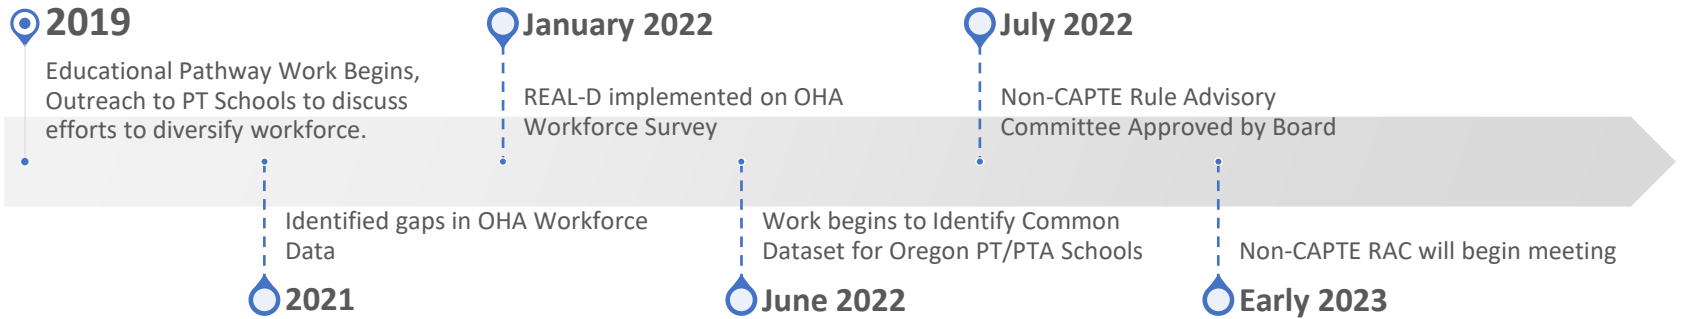 2019
Educational Pathway Work Begins,
Outreach to PT Schools to discuss
efforts to diversify workforce.
Identified gaps in OHA Workforce
Data
2021
January 2022
REAL-D implemented on OHA
Workforce Survey
Work begins to Identify Common
Dataset for Oregon PT/PTA Schools
June 2022
July 2022
Non-CAPTE Rule Advisory
Committee Approved by Board
Non-CAPTE RAC will begin meeting
Early 2023